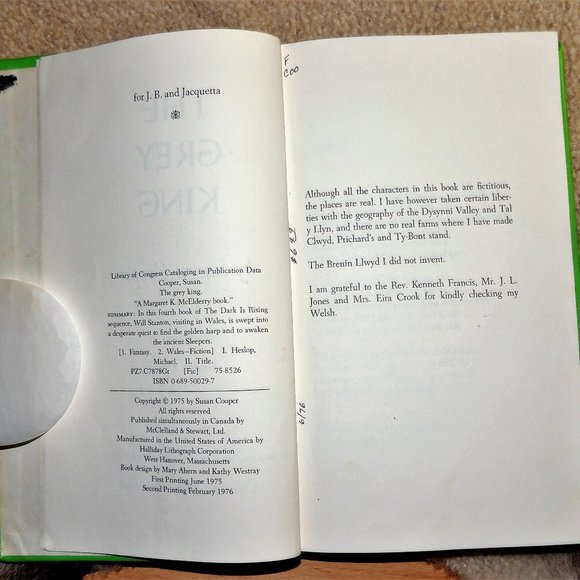 for J. B. and Jacquetta
Library of Congress Cataloging in Publication Data
Cooper, Susan.
The grey king.
"A Margaret K. McElderry book."
SUMMARY: In this fourth book of The Dark Is Rising
sequence, Will Stanton, visiting in Wales, is swept into
a desperate quest to find the golden harp and to awaken
the ancient Sleepers.
[1. Fantasy. 2. Wales—Fiction] I. Heslop,
Michael. II. Title.
PZ7.C7878Gt [Fic] 75-8526
ISBN 0-689-50029-7
Copyright © 1975 by Susan Cooper
All rights reserved
Published simultaneously in Canada by
McClelland & Stewart, Ltd.
Manufactured in the United States of America by
Halliday Lithograph Corporation
West Hanover, Massachusetts
Book design by Mary Ahern and Kathy Westray
First Printing June 1975
Second Printing February 1976
F
COO
Although all the characters in this book are fictitious,
the places are real. I have however taken certain liber-
ties with the geography of the Dysynni Valley and Tal
y Llyn, and there are no real farms where I have made
Clwyd, Prichard's and Ty-Bont stand.
The Brenin Llwyd I did not invent.
I am grateful to the Rev. Kenneth Francis, Mr. J. L.
Jones and Mrs. Eira Crook for kindly checking my
Welsh.
6/76